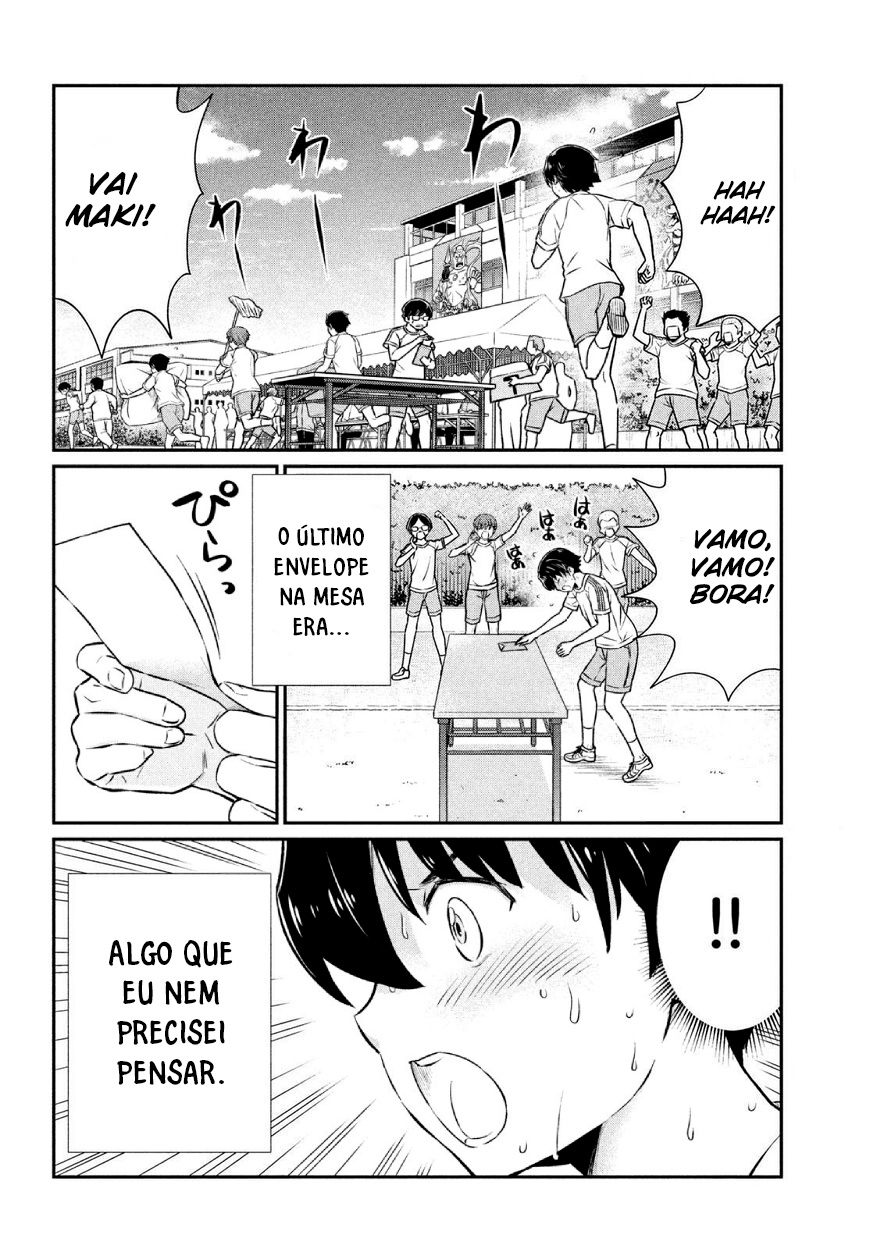 HAH
HAAH!
わ
わ
わ
VAI
MAKI!
VAMO,
VAMO!
BORA!
はぁ
はぁ
はぁ
O ÚLTIMO
ENVELOPE
NA MESA
ERA...
ぴらっ
!!
ALGO QUE
EU NEM
PRECISEI
PENSAR.